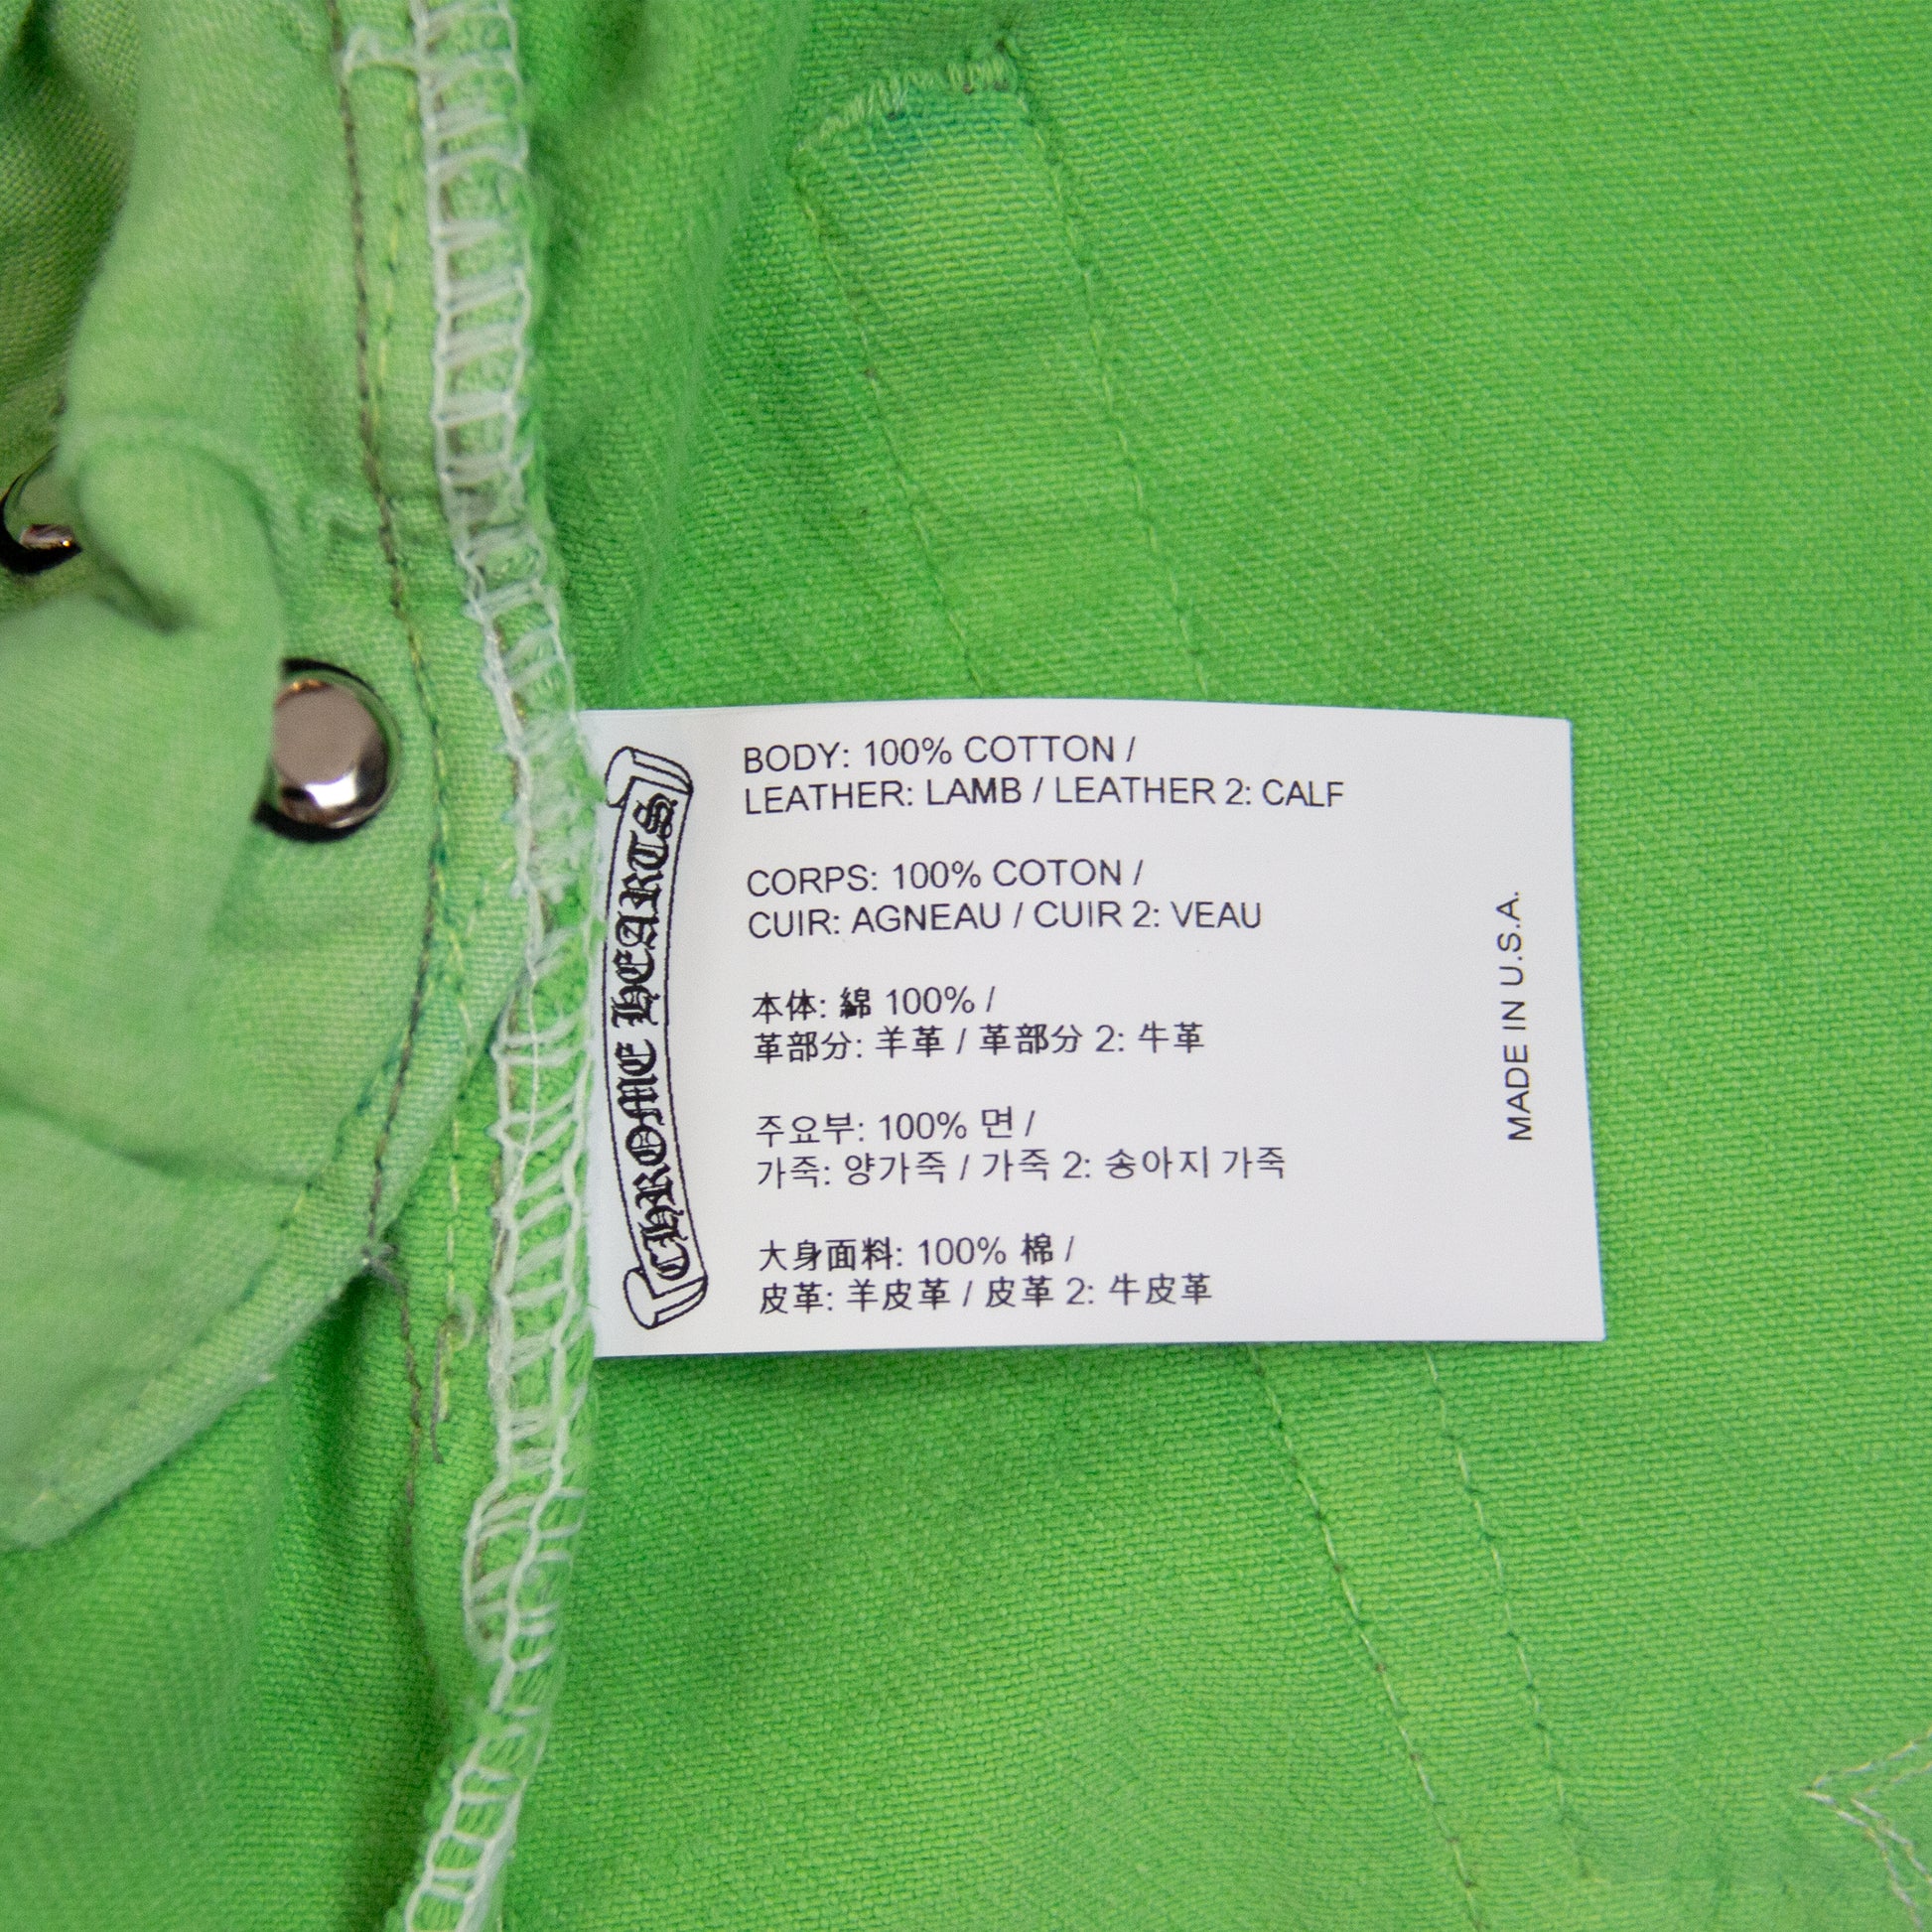 CHROME HEARTS
BODY: 100% COTTON /
LEATHER: LAMB / LEATHER 2: CALF
CORPS: 100% COTON /
CUIR: AGNEAU / CUIR 2: VEAU
本体: 綿 100% /
革部分: 羊革 / 革部分 2: 牛革
주요부: 100% 면 /
가죽: 양가죽 / 가죽 2: 송아지 가죽
大身面料: 100% 棉 /
皮革: 羊皮革 / 皮革 2: 牛皮革
MADE IN U.S.A.